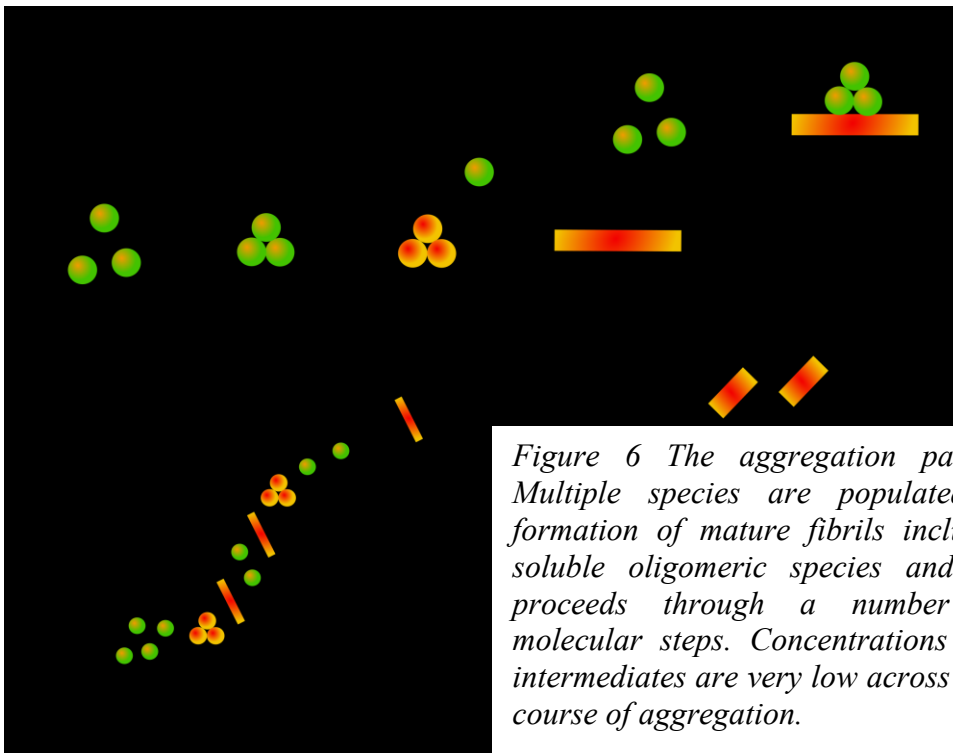 Figure 6 The aggregation pa
Multiple species are populated
formation of mature fibrils incl
soluble oligomeric species and
proceeds through a number
molecular steps. Concentrations
intermediates are very low across
course of aggregation.